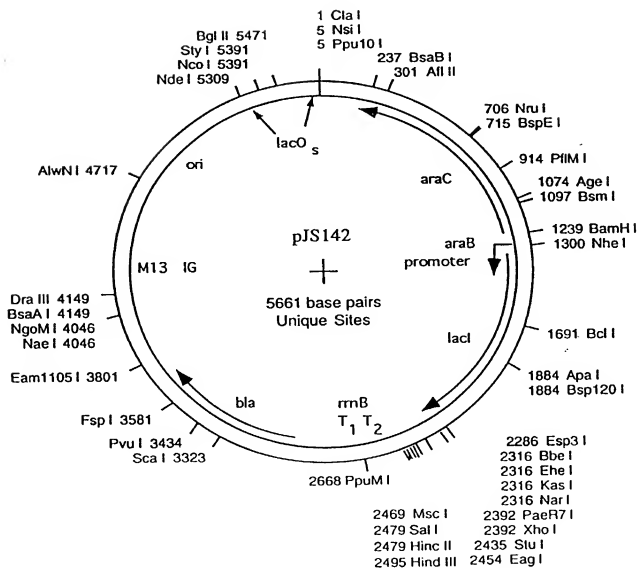 1 Cla I
5 Nsi I
5 Ppu10 I
Bgl II 5471
Sty I 5391
Nco I 5391
Nde I 5309
237 BsaB I
301 Afl II
706 Nru I
715 BspE I
914 PflM I
1074 Age I
1097 Bsm I
1239 BamH I
1300 Nhe I
1691 Bcl I
1884 Apa I
1884 Bsp120 I
lacO s
ori
araC
AlwN I 4717
pJS142
araB
promoter
M13 IG
5661 base pairs
Unique Sites
lacI
Dra III 4149
BsaA I 4149
NgoM I 4046
Nae I 4046
Eam1105 I 3801
bla
rrnB
T1 T2
Fsp I 3581
Pvu I 3434
Sca I 3323
2668 PpuM I
2286 Esp3 I
2316 Bbe I
2316 Ehe I
2316 Kas I
2316 Nar I
2392 PaeR7 I
2392 Xho I
2435 Stu I
2454 Eag I
2469 Msc I
2479 Sal I
2479 Hinc II
2495 Hind III